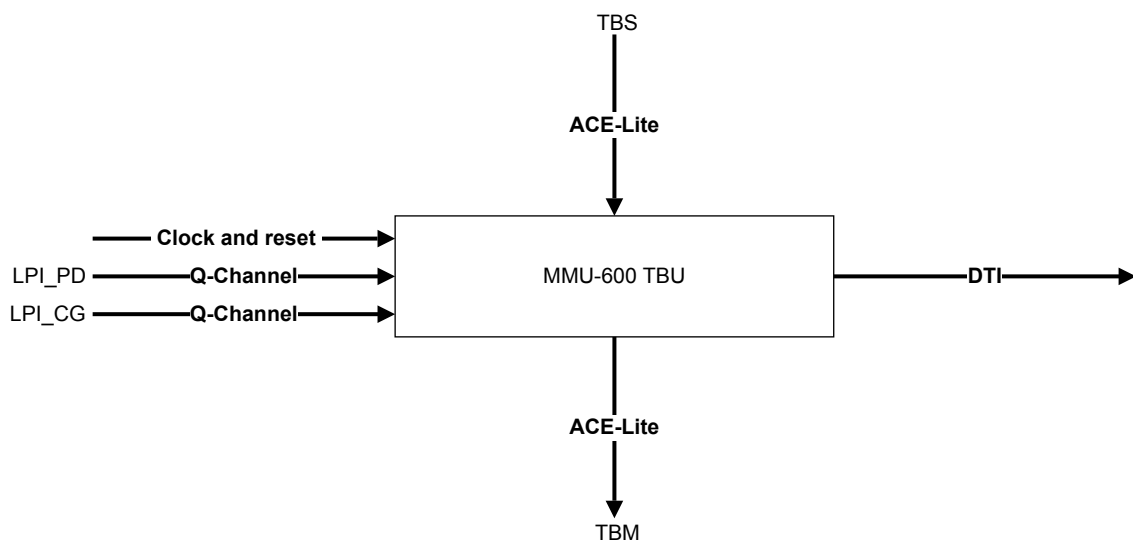 TBS
ACE-Lite
Clock and reset
LPI_PD
Q-Channel
MMU-600 TBU
DTI
LPI_CG
Q-Channel
ACE-Lite
TBM